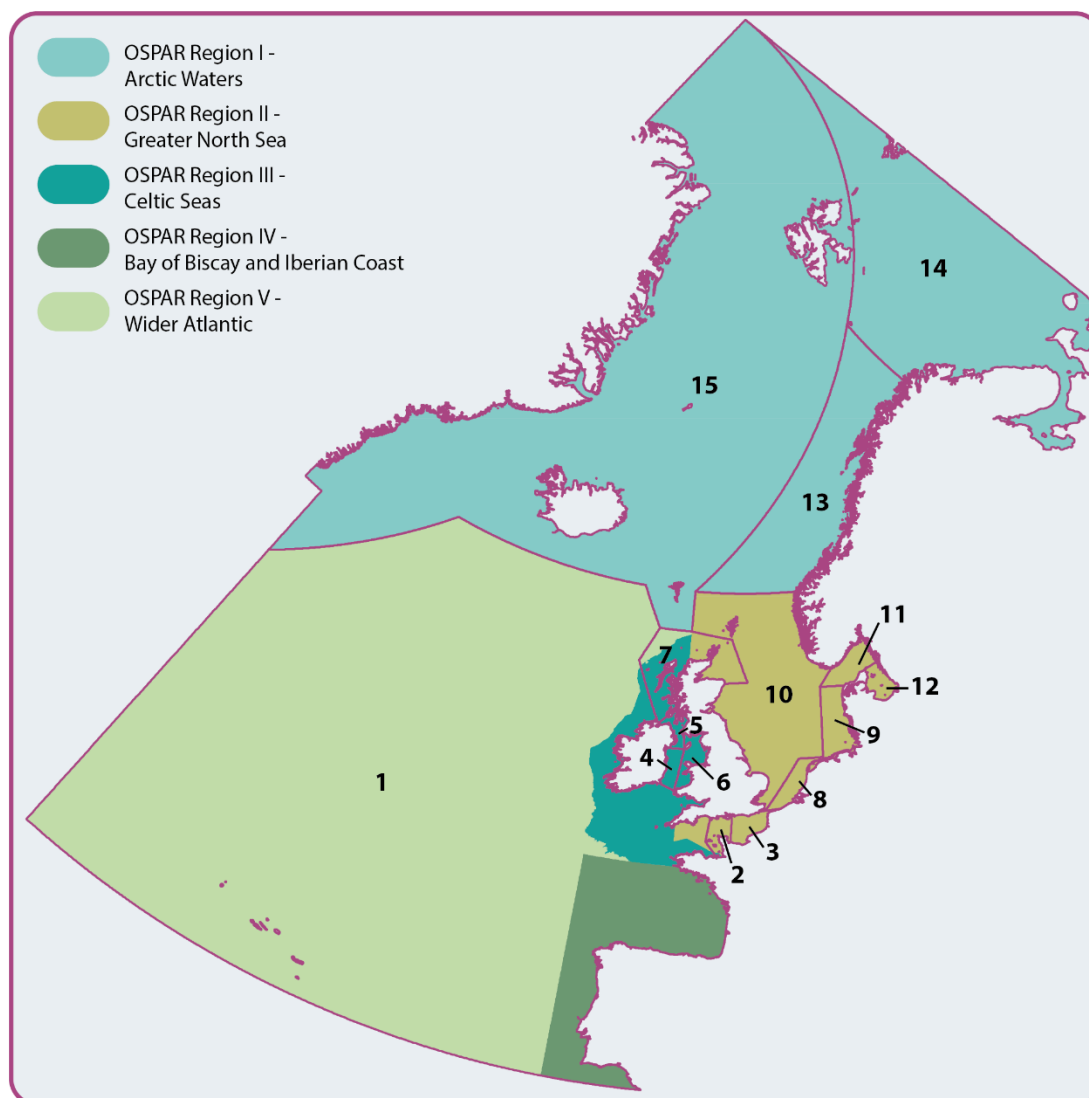 OSPAR Region I -
Arctic Waters
OSPAR Region II -
Greater North Sea
OSPAR Region III -
Celtic Seas
OSPAR Region IV -
Bay of Biscay and Iberian Coast
OSPAR Region V -
Wider Atlantic
14
15
13
11
7
12
10
5
9
4
1
6
8
3
2